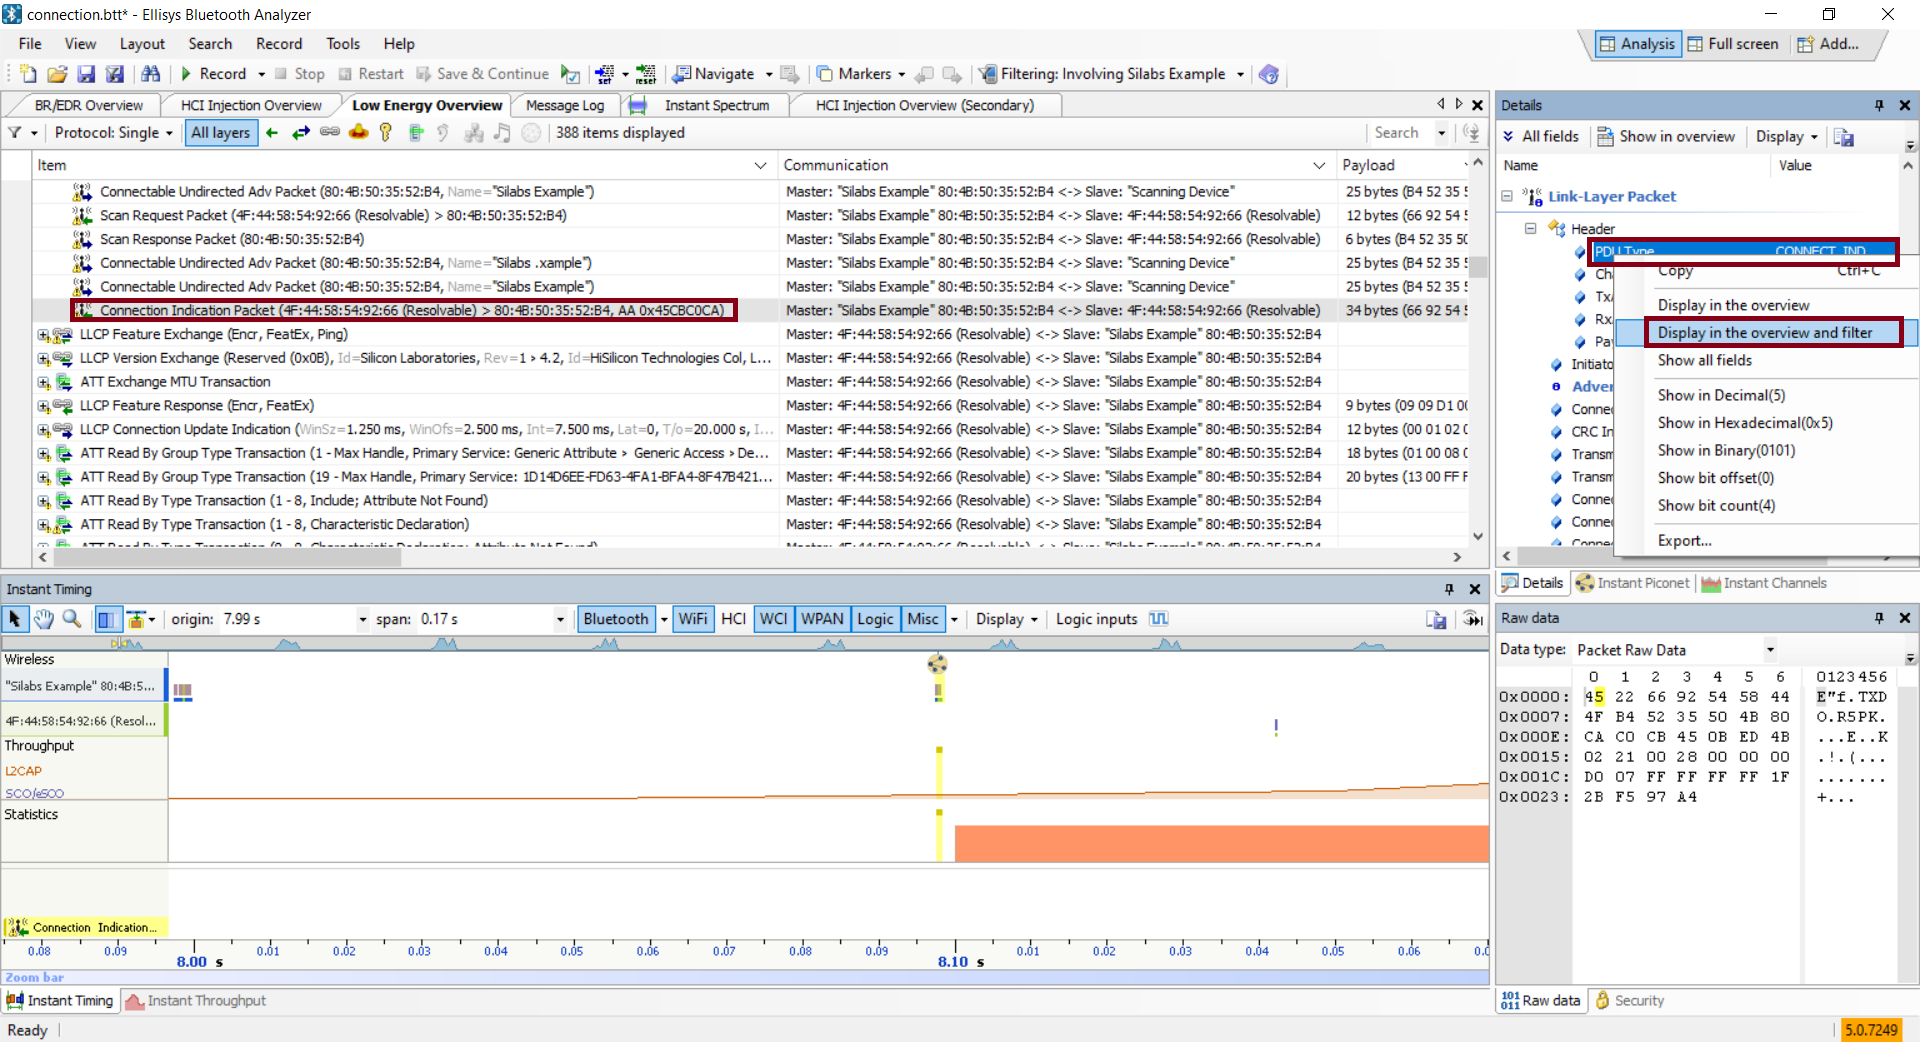 connection.btt* - Ellisys Bluetooth Analyzer
File View Layout Search Record Tools Help
Analysis Full screen Add...
Record Stop Restart Save & Continue set reset Navigate Markers Filtering: Involving Silabs Example
BR/EDR Overview HCI Injection Overview Low Energy Overview Message Log Instant Spectrum HCI Injection Overview (Secondary)
Protocol: Single All layers 388 items displayed Search
Item Communication Payload
Connectable Undirected Adv Packet (80:4B:50:35:52:B4, Name="Silabs Example") Master: "Silabs Example" 80:4B:50:35:52:B4 <-> Slave: "Scanning Device" 25 bytes (B4 52 35 5
Scan Request Packet (4F:44:58:54:92:66 (Resolvable) > 80:4B:50:35:52:B4) Master: "Silabs Example" 80:4B:50:35:52:B4 <-> Slave: 4F:44:58:54:92:66 (Resolvable) 12 bytes (66 92 54 5
Scan Response Packet (80:4B:50:35:52:B4) Master: "Silabs Example" 80:4B:50:35:52:B4 <-> Slave: 4F:44:58:54:92:66 (Resolvable) 6 bytes (B4 52 35 50
Connectable Undirected Adv Packet (80:4B:50:35:52:B4, Name="Silabs .xample") Master: "Silabs Example" 80:4B:50:35:52:B4 <-> Slave: "Scanning Device" 25 bytes (B4 52 35 5
Connectable Undirected Adv Packet (80:4B:50:35:52:B4, Name="Silabs Example") Master: "Silabs Example" 80:4B:50:35:52:B4 <-> Slave: "Scanning Device" 25 bytes (B4 52 35 5
Connection Indication Packet (4F:44:58:54:92:66 (Resolvable) > 80:4B:50:35:52:B4, AA 0x45CBC0CA) Master: "Silabs Example" 80:4B:50:35:52:B4 <-> Slave: 4F:44:58:54:92:66 (Resolvable) 34 bytes (66 92 54 5
LLCP Feature Exchange (Encr, FeatEx, Ping) Master: 4F:44:58:54:92:66 (Resolvable) <-> Slave: "Silabs Example" 80:4B:50:35:52:B4
LLCP Version Exchange (Reserved (0x0B), Id=Silicon Laboratories, Rev=1 > 4.2, Id=HiSilicon Technologies Col, L... Master: 4F:44:58:54:92:66 (Resolvable) <-> Slave: "Silabs Example" 80:4B:50:35:52:B4
ATT Exchange MTU Transaction Master: 4F:44:58:54:92:66 (Resolvable) <-> Slave: "Silabs Example" 80:4B:50:35:52:B4
LLCP Feature Response (Encr, FeatEx) Master: 4F:44:58:54:92:66 (Resolvable) <-> Slave: "Silabs Example" 80:4B:50:35:52:B4 9 bytes (09 09 D1 00
LLCP Connection Update Indication (WinSz=1.250 ms, WinOfs=2.500 ms, Int=7.500 ms, Lat=0, T/o=20.000 s, I... Master: 4F:44:58:54:92:66 (Resolvable) <-> Slave: "Silabs Example" 80:4B:50:35:52:B4 12 bytes (00 01 02 0
ATT Read By Group Type Transaction (1 - Max Handle, Primary Service: Generic Attribute > Generic Access > De... Master: 4F:44:58:54:92:66 (Resolvable) <-> Slave: "Silabs Example" 80:4B:50:35:52:B4 18 bytes (01 00 08 0
ATT Read By Group Type Transaction (19 - Max Handle, Primary Service: 1D14D6EE-FD63-4FA1-BFA4-8F47B421... Master: 4F:44:58:54:92:66 (Resolvable) <-> Slave: "Silabs Example" 80:4B:50:35:52:B4 20 bytes (13 00 FF F
ATT Read By Type Transaction (1 - 8, Include; Attribute Not Found) Master: 4F:44:58:54:92:66 (Resolvable) <-> Slave: "Silabs Example" 80:4B:50:35:52:B4
ATT Read By Type Transaction (1 - 8, Characteristic Declaration) Master: 4F:44:58:54:92:66 (Resolvable) <-> Slave: "Silabs Example" 80:4B:50:35:52:B4
Details
All fields Show in overview Display
Name Value
Link-Layer Packet
Header
PDU Type CONNECT_IND
Ch
Tx
Rx
Pay
Initiato
Adver
Connec
CRC In
Transm
Transm
Connec
Connec
Connec
Copy Ctrl+C
Display in the overview
Display in the overview and filter
Show all fields
Show in Decimal(5)
Show in Hexadecimal(0x5)
Show in Binary(0101)
Show bit offset(0)
Show bit count(4)
Export...
Details Instant Piconet Instant Channels
Instant Timing
origin: 7.99 s span: 0.17 s Bluetooth WiFi HCI WCI WPAN Logic Misc Display Logic inputs
Wireless
"Silabs Example" 80:4B:5...
4F:44:58:54:92:66 (Resol...
Throughput
L2CAP
SCO/eSCO
Statistics
Connection Indication...
0.08 0.09 8.00 s 0.01 0.02 0.03 0.04 0.05 0.06 0.07 0.08 0.09 8.10 s 0.01 0.02 0.03 0.04 0.05 0.06 0.0
Zoom bar
Instant Timing Instant Throughput
Raw data
Data type: Packet Raw Data
0 1 2 3 4 5 6 0123456
0x0000: 45 22 66 92 54 58 44 E"f.TXD
0x0007: 4F B4 52 35 50 4B 80 O.R5PK.
0x000E: CA C0 CB 45 0B ED 4B ...E..K
0x0015: 02 21 00 28 00 00 00 .!.(...
0x001C: D0 07 FF FF FF FF 1F .......
0x0023: 2B F5 97 A4 +...
Raw data Security
Ready
5.0.7249